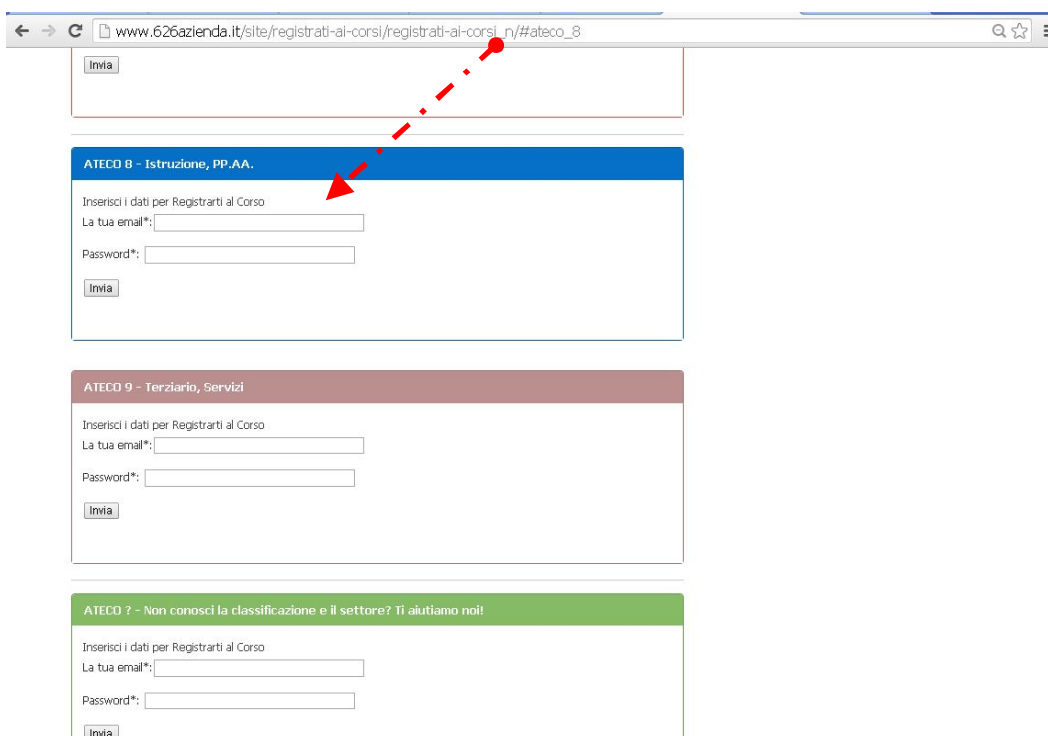 www.626azienda.it/site/registrati-ai-corsi/registrati-ai-corsi_n/#ateco_8
Invia
ATECO 8 - Istruzione, PP.AA.
Inserisci i dati per Registrarti al Corso
La tua email*:
Password*:
Invia
ATECO 9 - Terziario, Servizi
Inserisci i dati per Registrarti al Corso
La tua email*:
Password*:
Invia
ATECO ? - Non conosci la classificazione e il settore? Ti aiutiamo noi!
Inserisci i dati per Registrarti al Corso
La tua email*:
Password*:
Invia